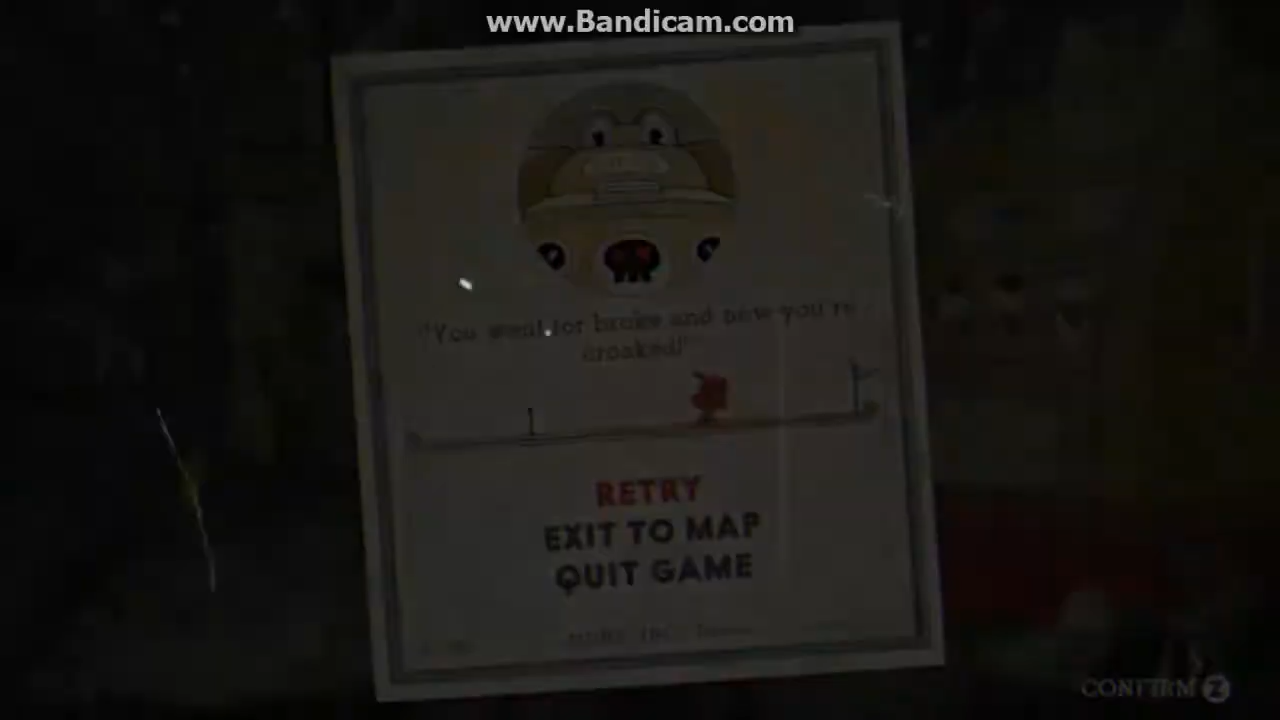 www.Bandicam.com
"You went for broke and now you're
croaked!"
RETRY
EXIT TO MAP
QUIT GAME
CONFIRM Z